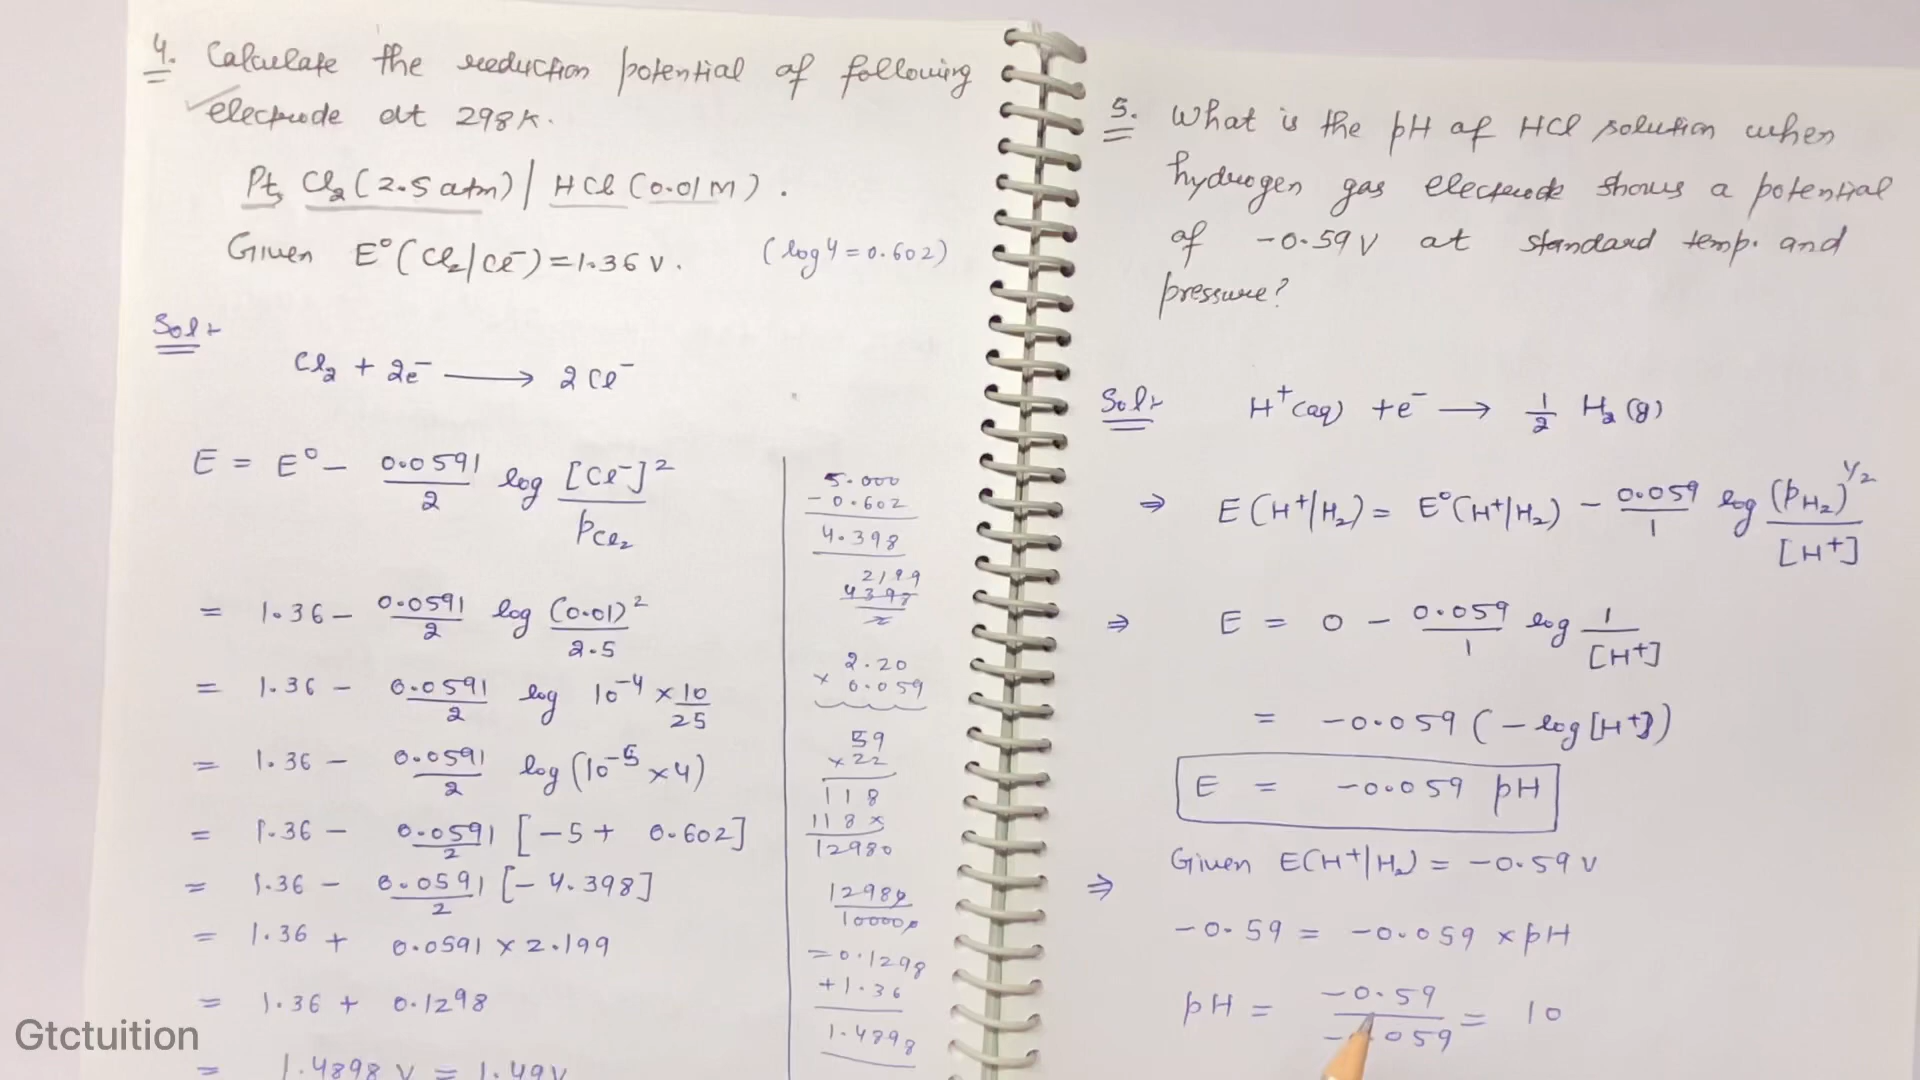 4. Calculate the reeduction potential of following
electrode at 298K.
Pt, Cl₂ (2.5 atm) | HCl (0.01 M) .
Given E°(Cl₂/Cl⁻) = 1.36 V. (log 4 = 0.602)
Sol:-
Cl₂ + 2e⁻ ⟶ 2Cl⁻
E = E° - 0.0591/2 log [Cl⁻]²/pCl₂
= 1.36 - 0.0591/2 log (0.01)²/2.5
= 1.36 - 0.0591/2 log 10⁻⁴ × 10/25
= 1.36 - 0.0591/2 log (10⁻⁵ × 4)
= 1.36 - 0.0591/2 [-5 + 0.602]
= 1.36 - 0.0591/2 [-4.398]
= 1.36 + 0.0591 × 2.199
= 1.36 + 0.1298
= 1.4898 V = 1.49 V
5.000
- 0.602
4.398
2199
4398
2
2.20
× 0.059
59
×22
118
118×
12980
12980
100000
= 0.1298
+ 1.36
1.4898
5. What is the pH of HCl solution when
hydrogen gas electrode shows a potential
of -0.59 V at standard temp. and
pressure?
Sol:-
H⁺(aq) + e⁻ ⟶ 1/2 H₂(g)
⇒ E(H⁺/H₂) = E°(H⁺/H₂) - 0.059/1 log (pH₂)^1/2/[H⁺]
⇒ E = 0 - 0.059/1 log 1/[H⁺]
= -0.059 (-log [H⁺])
E = -0.059 pH
Given E(H⁺/H₂) = -0.59 V
⇒
-0.59 = -0.059 × pH
pH = -0.59/-059 = 10
Gtctuition